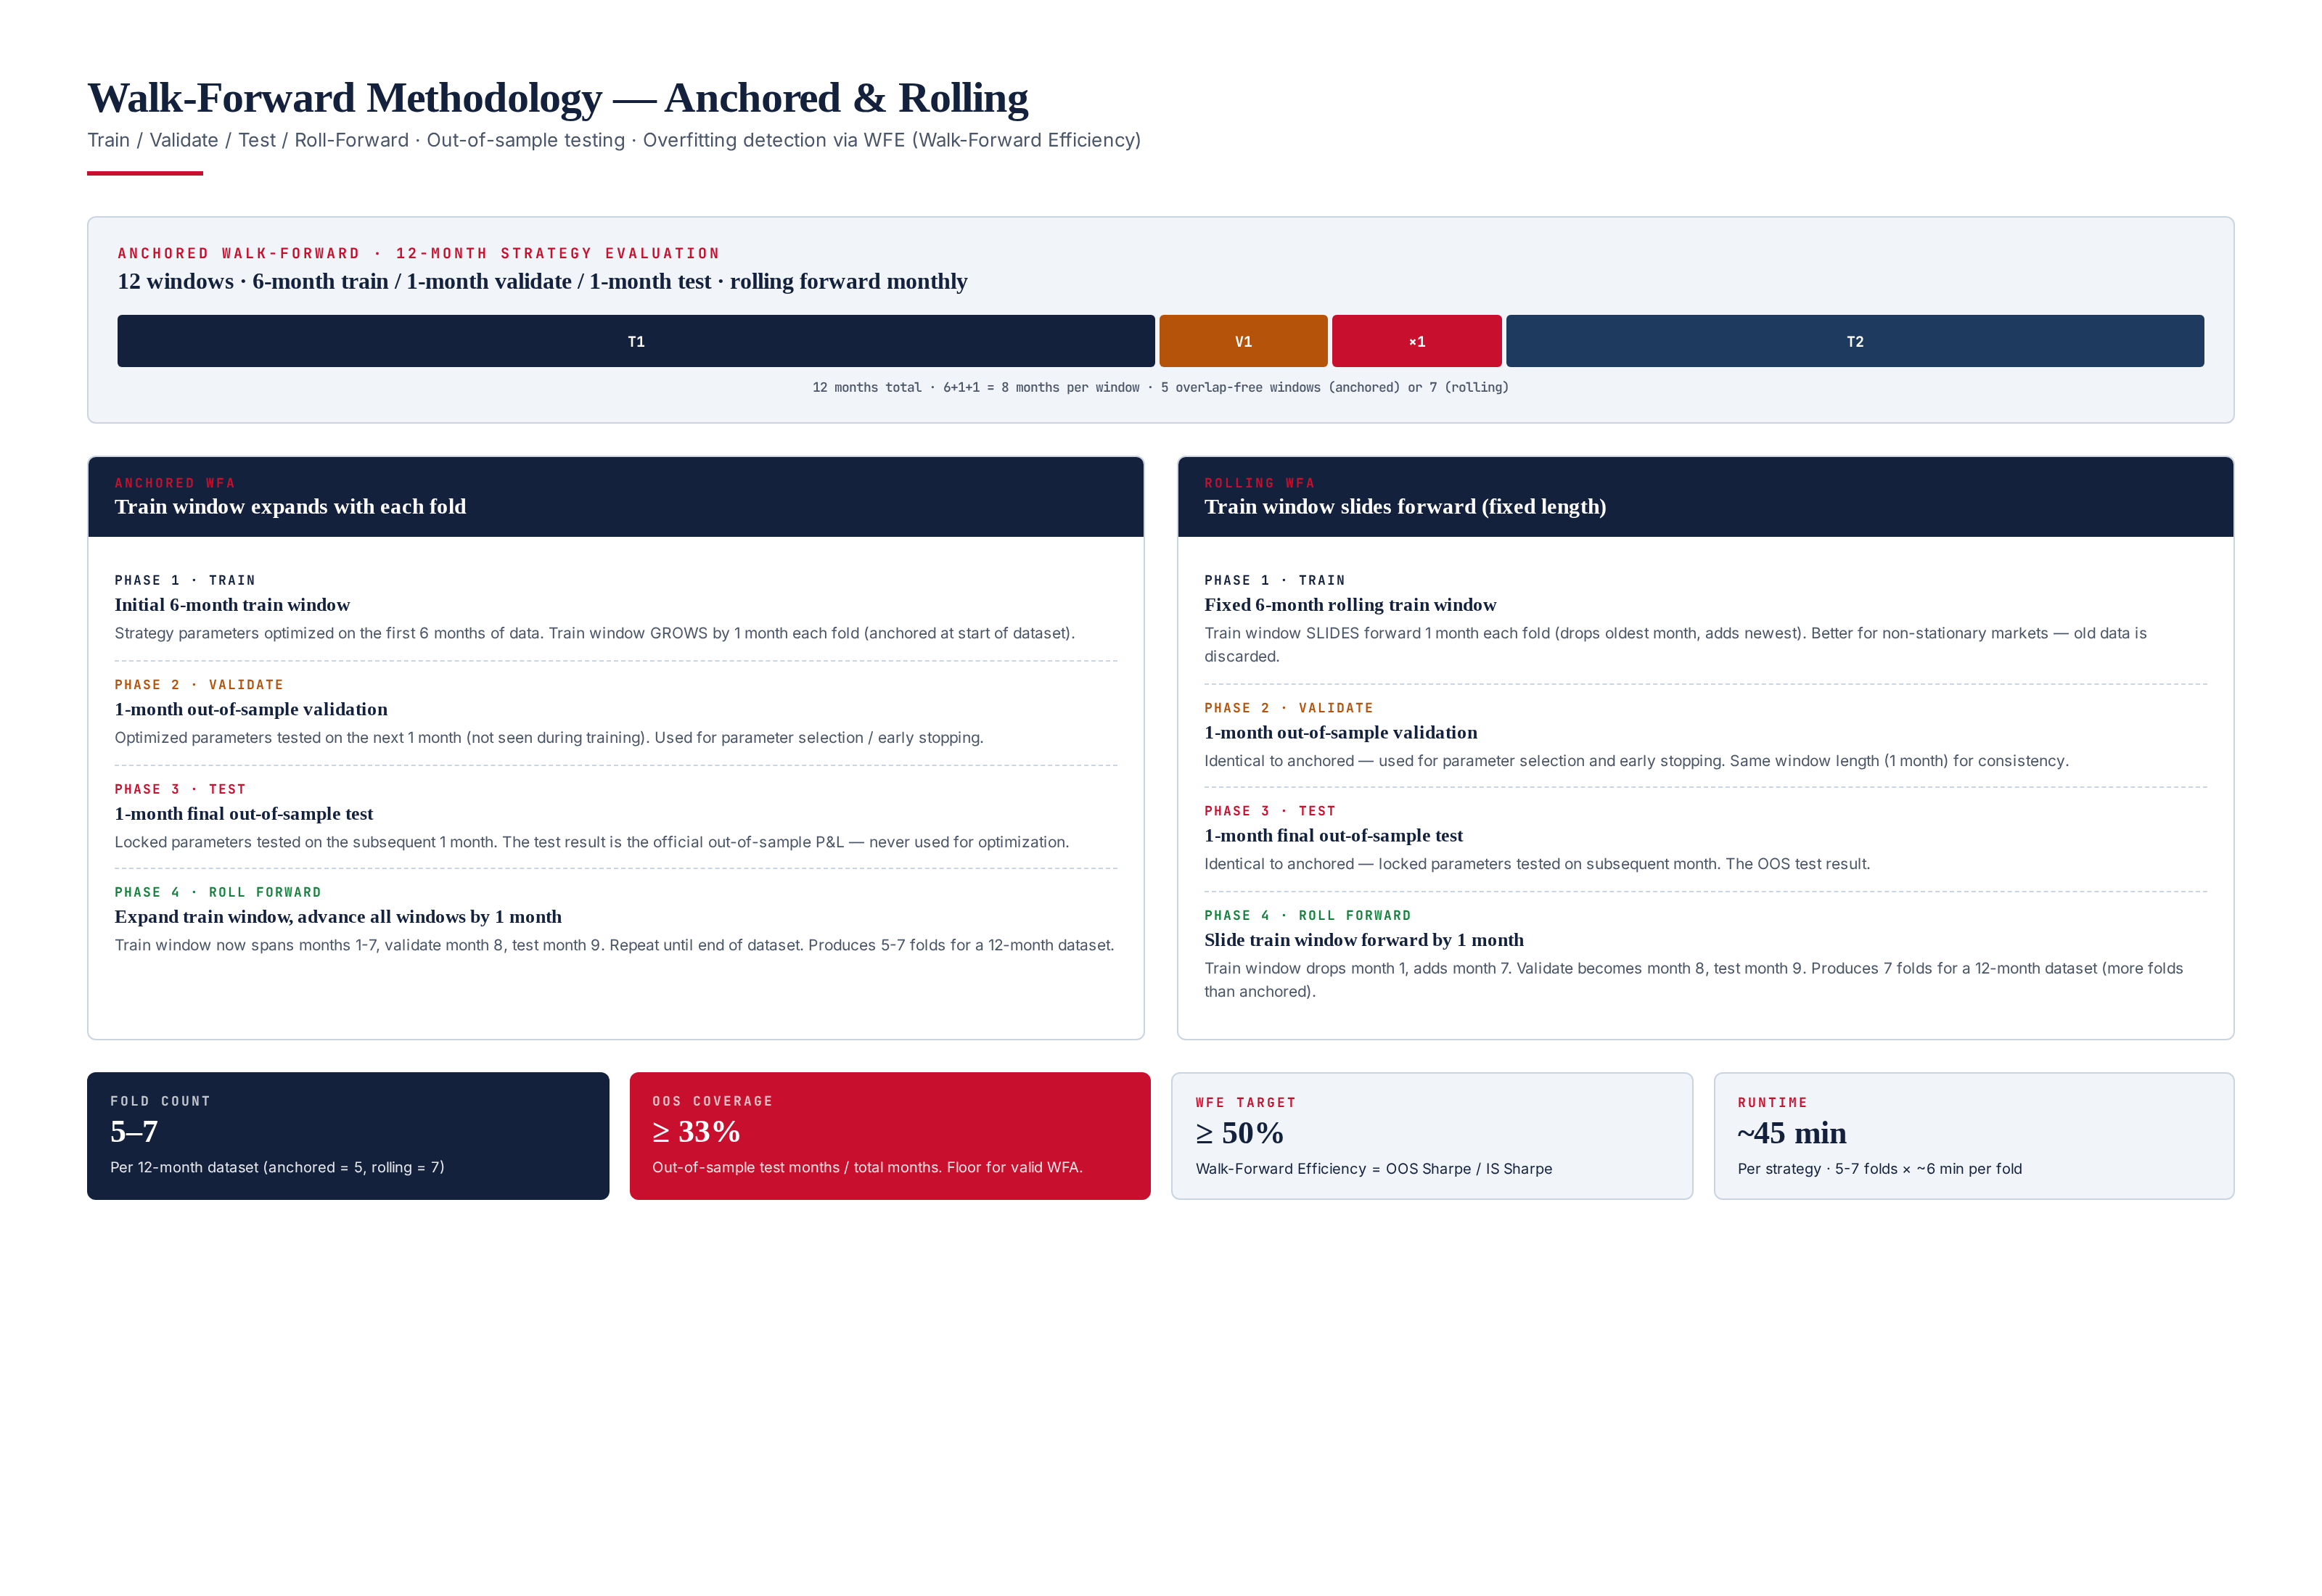 Walk-Forward Methodology — Anchored & Rolling
Train / Validate / Test / Roll-Forward · Out-of-sample testing · Overfitting detection via WFE (Walk-Forward Efficiency)
ANCHORED WALK-FORWARD · 12-MONTH STRATEGY EVALUATION
12 windows · 6-month train / 1-month validate / 1-month test · rolling forward monthly
T1 V1 ×1 T2
12 months total · 6+1+1 = 8 months per window · 5 overlap-free windows (anchored) or 7 (rolling)
ANCHORED WFA
Train window expands with each fold
PHASE 1 · TRAIN
Initial 6-month train window
Strategy parameters optimized on the first 6 months of data. Train window GROWS by 1 month each fold (anchored at start of dataset).
PHASE 2 · VALIDATE
1-month out-of-sample validation
Optimized parameters tested on the next 1 month (not seen during training). Used for parameter selection / early stopping.
PHASE 3 · TEST
1-month final out-of-sample test
Locked parameters tested on the subsequent 1 month. The test result is the official out-of-sample P&L — never used for optimization.
PHASE 4 · ROLL FORWARD
Expand train window, advance all windows by 1 month
Train window now spans months 1-7, validate month 8, test month 9. Repeat until end of dataset. Produces 5-7 folds for a 12-month dataset.
ROLLING WFA
Train window slides forward (fixed length)
PHASE 1 · TRAIN
Fixed 6-month rolling train window
Train window SLIDES forward 1 month each fold (drops oldest month, adds newest). Better for non-stationary markets — old data is
discarded.
PHASE 2 · VALIDATE
1-month out-of-sample validation
Identical to anchored — used for parameter selection and early stopping. Same window length (1 month) for consistency.
PHASE 3 · TEST
1-month final out-of-sample test
Identical to anchored — locked parameters tested on subsequent month. The OOS test result.
PHASE 4 · ROLL FORWARD
Slide train window forward by 1 month
Train window drops month 1, adds month 7. Validate becomes month 8, test month 9. Produces 7 folds for a 12-month dataset (more folds
than anchored).
FOLD COUNT
5–7
Per 12-month dataset (anchored = 5, rolling = 7)
OOS COVERAGE
≥ 33%
Out-of-sample test months / total months. Floor for valid WFA.
WFE TARGET
≥ 50%
Walk-Forward Efficiency = OOS Sharpe / IS Sharpe
RUNTIME
~45 min
Per strategy · 5-7 folds × ~6 min per fold